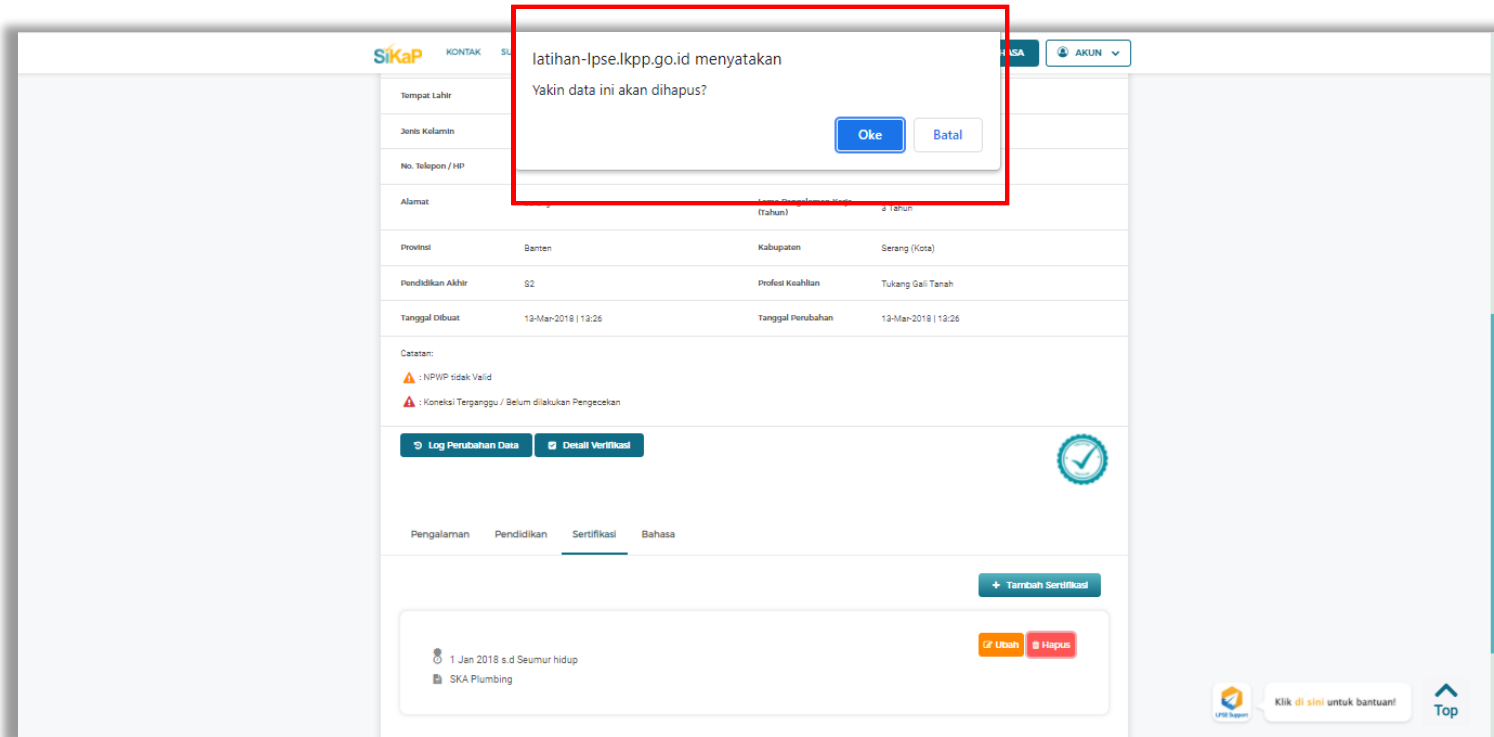 SiKaP KONTAK SU HASA AKUN
latihan-lpse.lkpp.go.id menyatakan
Yakin data ini akan dihapus?
Oke Batal
Tempat Lahir
Jenis Kelamin
No. Telepon / HP
Alamat (Tahun) 3 Tahun
Provinsi Banten Kabupaten Serang (Kota)
Pendidikan Akhir S2 Profesi Keahlian Tukang Gali Tanah
Tanggal Dibuat 13-Mar-2018 | 13:26 Tanggal Perubahan 13-Mar-2018 | 13:26
Catatan:
: NPWP tidak Valid
: Koneksi Terganggu / Belum dilakukan Pengecekan
Log Perubahan Data Detail Verifikasi
Pengalaman Pendidikan Sertifikasi Bahasa
+ Tambah Sertifikasi
Ubah Hapus
1 Jan 2018 s.d Seumur hidup
SKA Plumbing
LPSE Support Klik di sini untuk bantuan! Top